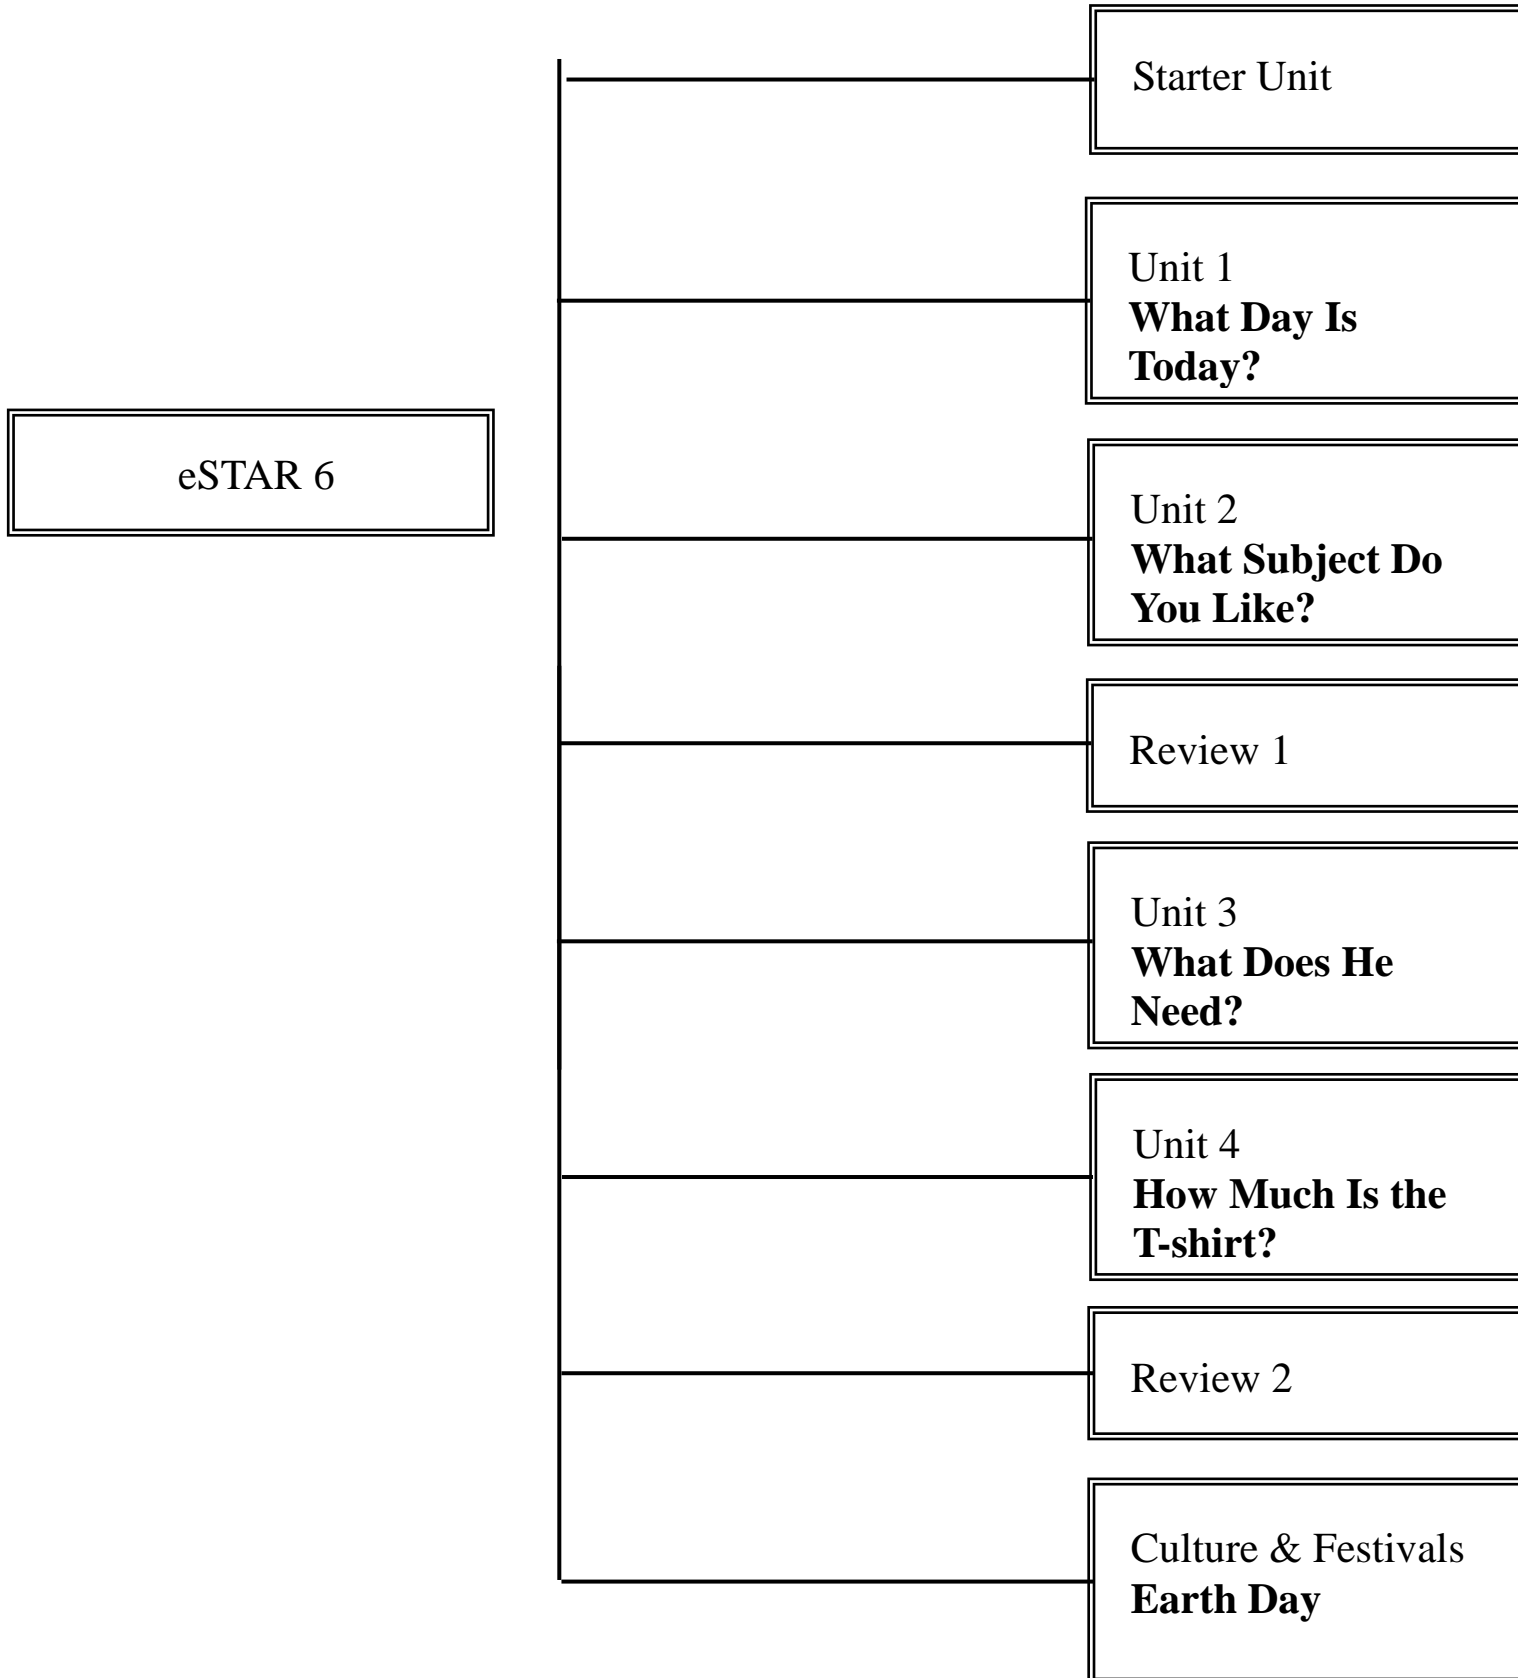 Starter Unit
Unit 1
What Day Is
Today?
eSTAR 6
Unit 2
What Subject Do
You Like?
Review 1
Unit 3
What Does He
Need?
Unit 4
How Much Is the
T-shirt?
Review 2
Culture & Festivals
Earth Day